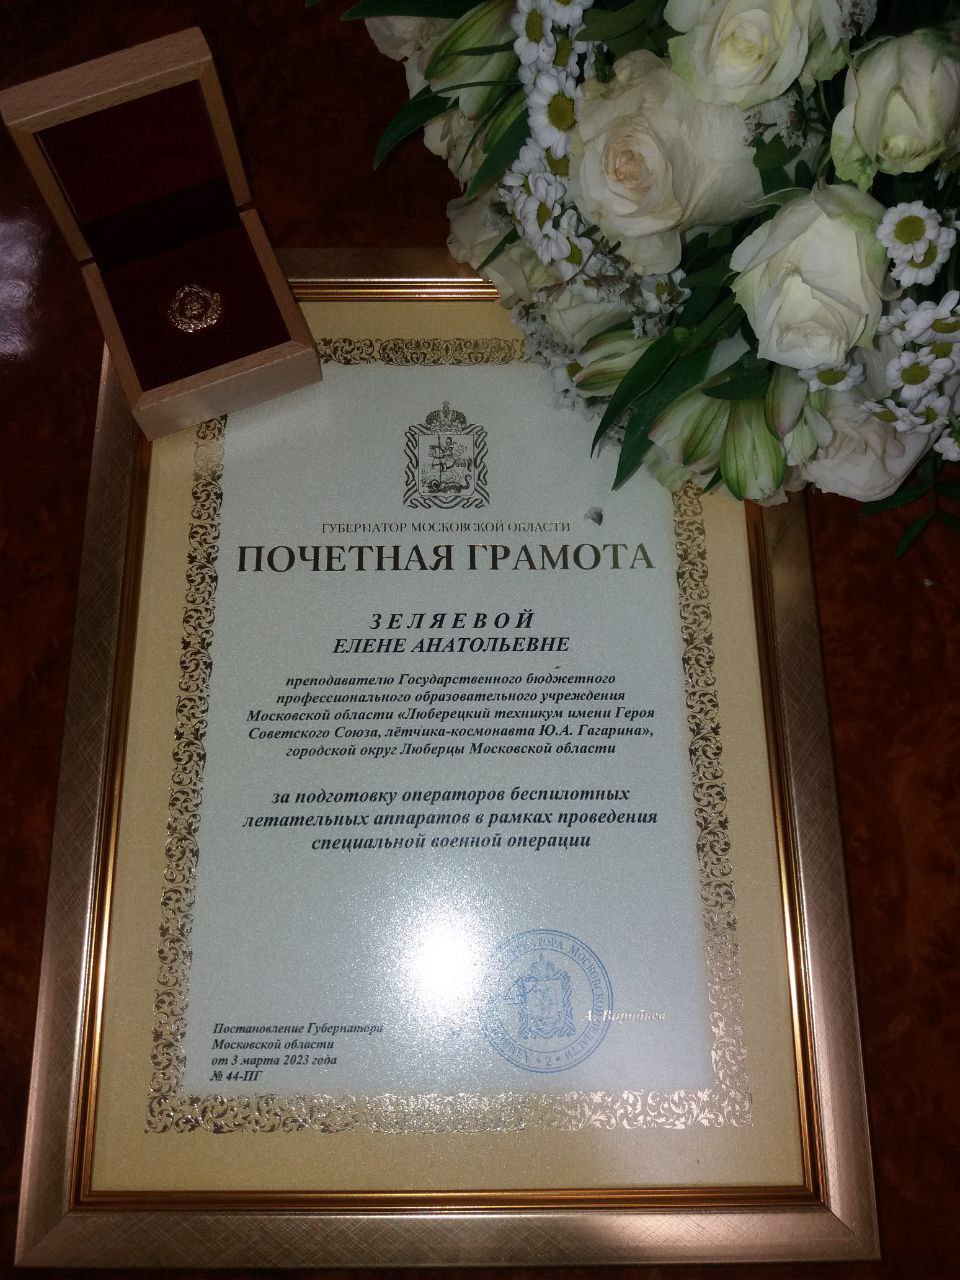 ГУБЕРНАТОР МОСКОВСКОЙ ОБЛАСТИ
ПОЧЕТНАЯ ГРАМОТА
ЗЕЛЯЕВОЙ
ЕЛЕНЕ АНАТОЛЬЕВНЕ
преподавателю Государственного бюджетного
профессионального образовательного учреждения
Московской области «Люберецкий техникум имени Героя
Советского Союза, лётчика-космонавта Ю.А. Гагарина»,
городской округ Люберцы Московской области
за подготовку операторов беспилотных
летательных аппаратов в рамках проведения
специальной военной операции
А. Воробьев
Постановление Губернатора
Московской области
от 3 марта 2023 года
№ 44-ПГ